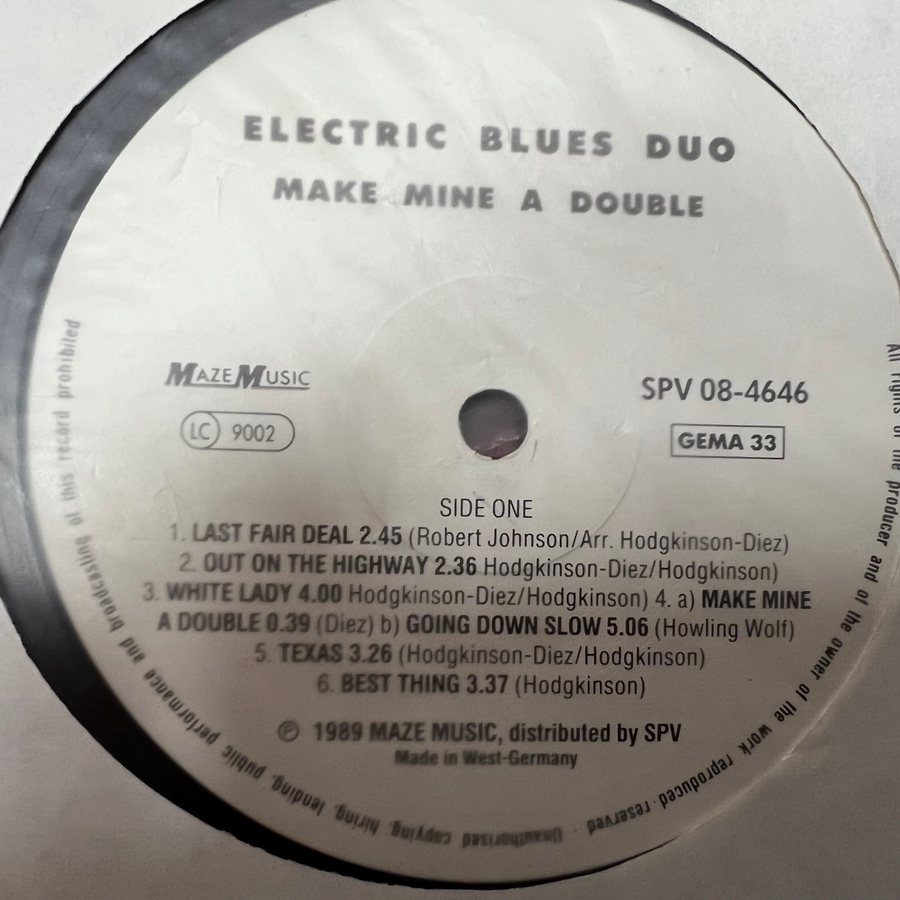 ELECTRIC BLUES DUO
MAKE MINE A DOUBLE
MAZE MUSIC
LC 9002
SPV 08-4646
GEMA 33
SIDE ONE
1. LAST FAIR DEAL 2.45 (Robert Johnson/Arr. Hodgkinson-Diez)
2. OUT ON THE HIGHWAY 2.36 Hodgkinson-Diez/Hodgkinson)
3. WHITE LADY 4.00 Hodgkinson-Diez/Hodgkinson) 4. a) MAKE MINE
A DOUBLE 0.39 (Diez) b) GOING DOWN SLOW 5.06 (Howling Wolf)
5. TEXAS 3.26 (Hodgkinson-Diez/Hodgkinson)
6. BEST THING 3.37 (Hodgkinson)
℗ 1989 MAZE MUSIC, distributed by SPV
Made in West-Germany
All rights of the producer and of the owner of the work reproduced reserved · Unauthorised copying, hiring, lending, public performance and broadcasting of this record prohibited